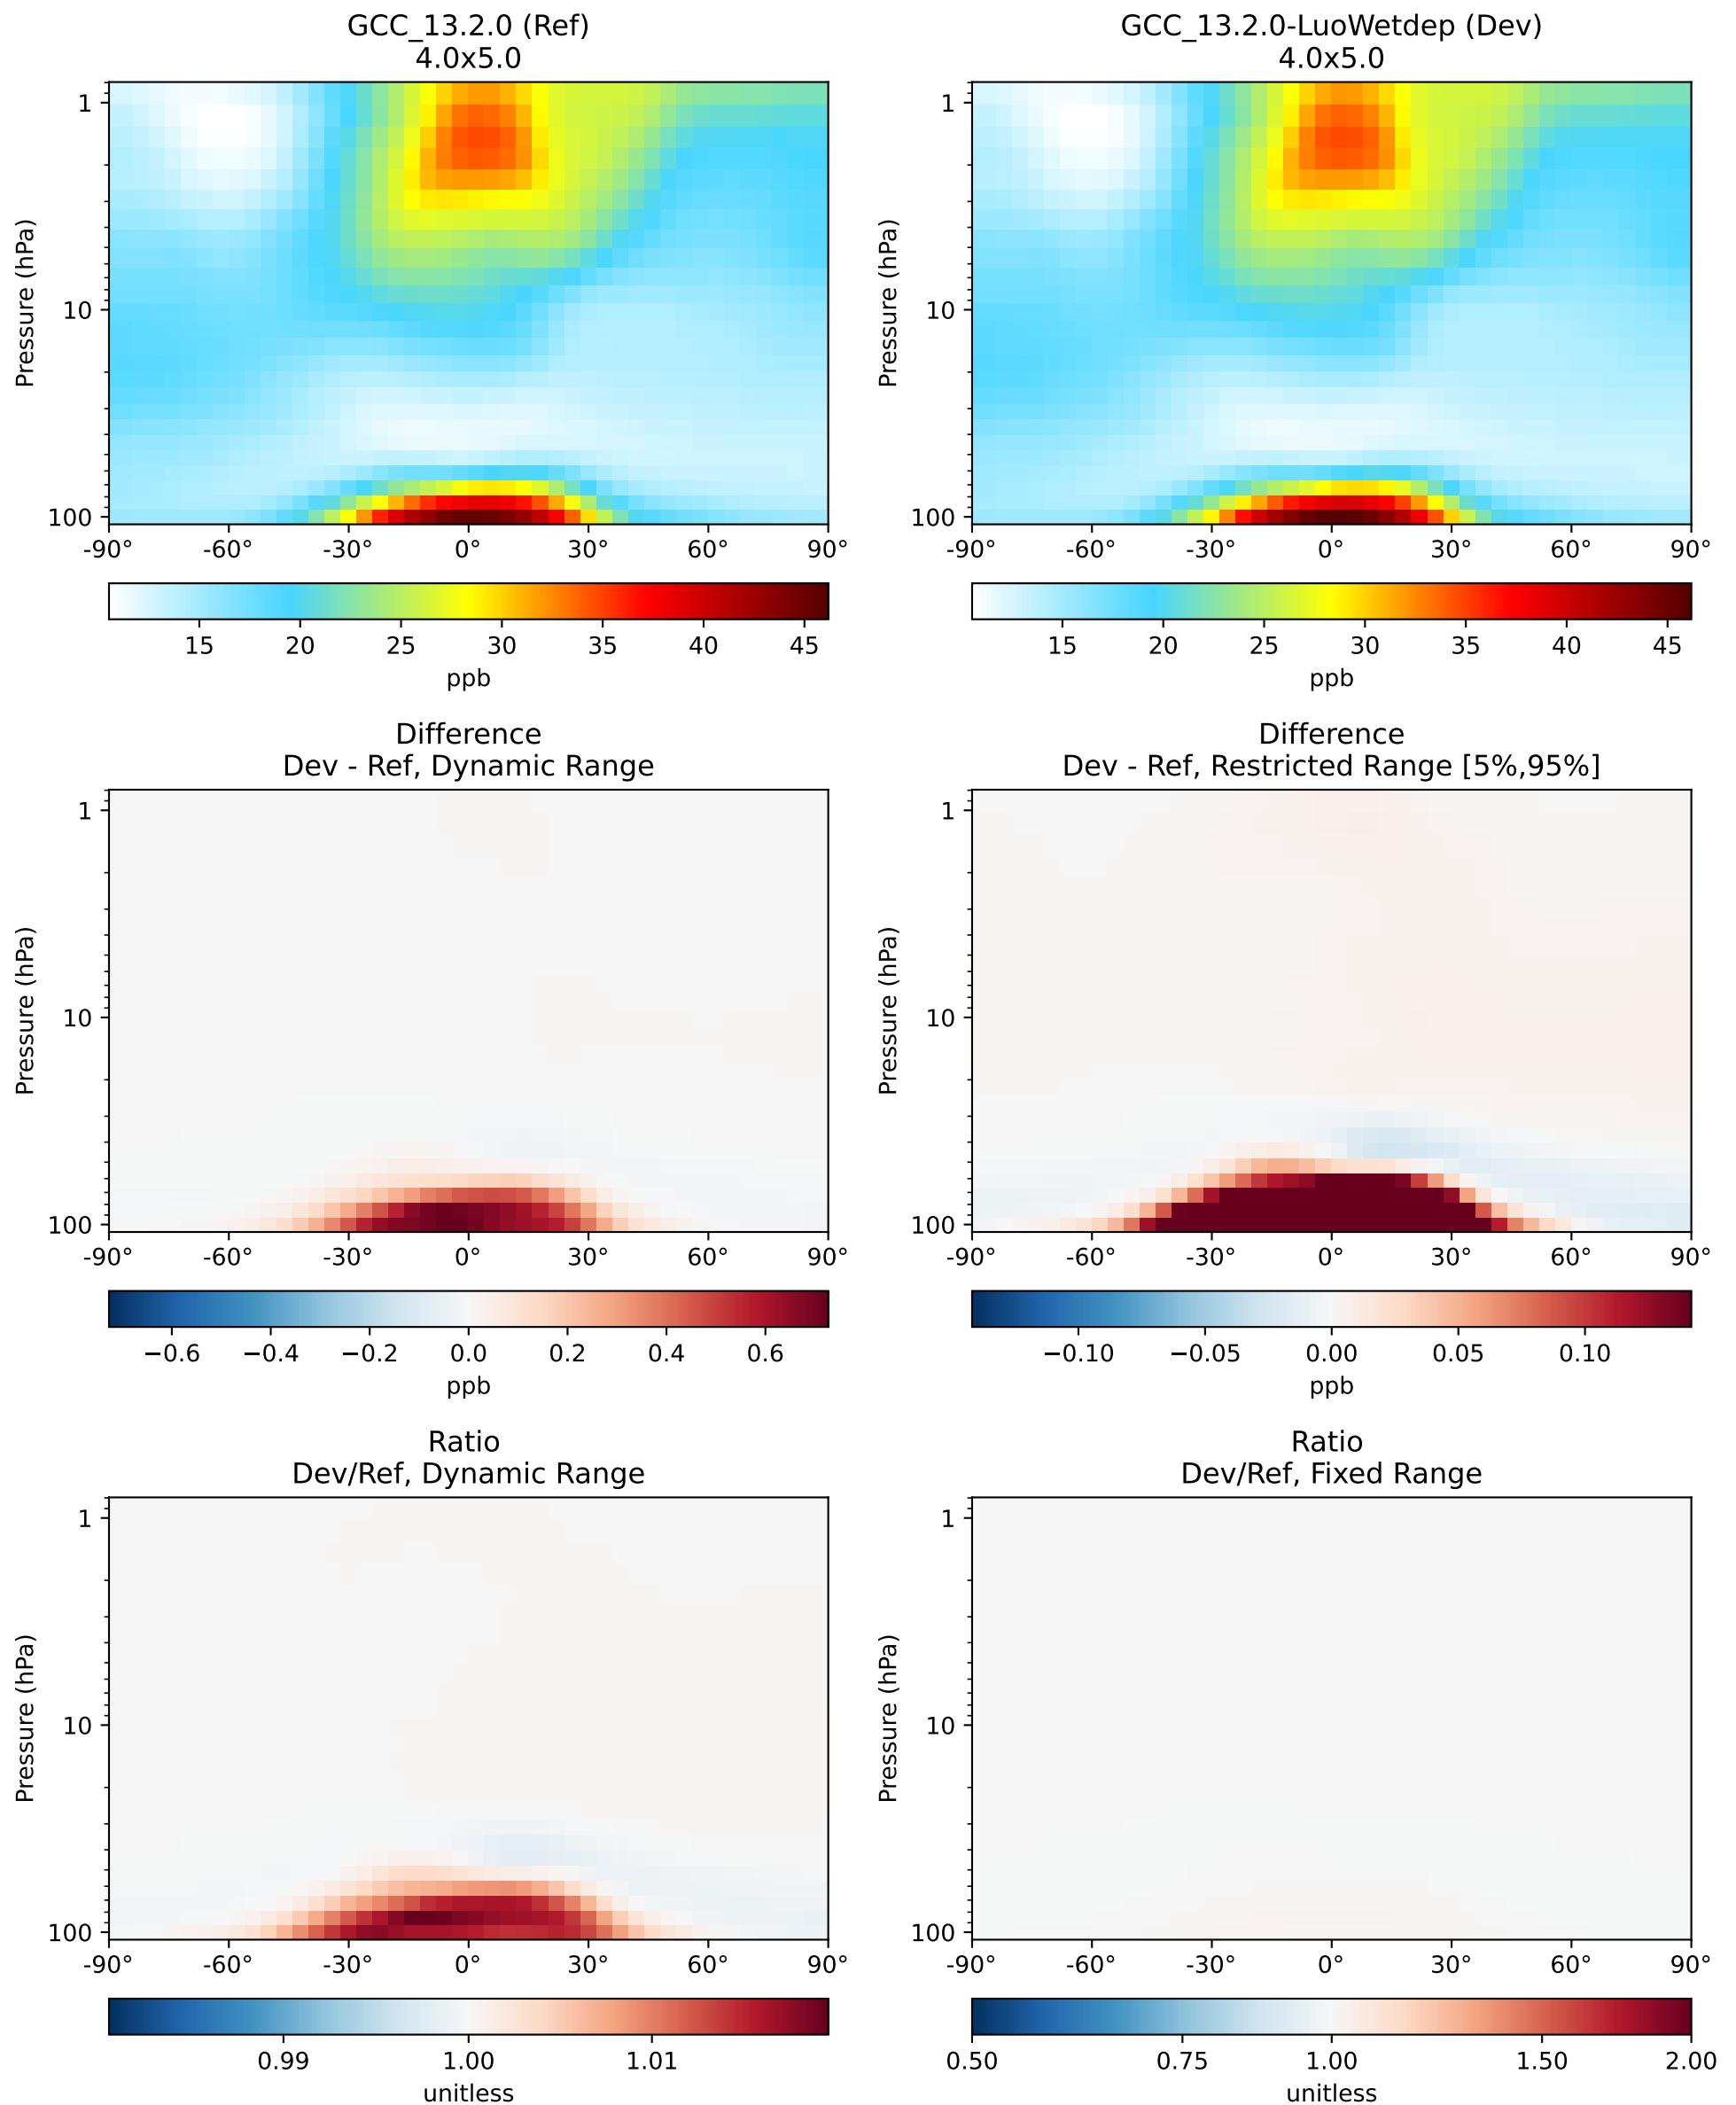 GCC_13.2.0 (Ref)
4.0x5.0
Pressure (hPa)
1
10
100
-90° -60° -30° 0° 30° 60° 90°
15 20 25 30 35 40 45
ppb
GCC_13.2.0-LuoWetdep (Dev)
4.0x5.0
Pressure (hPa)
1
10
100
-90° -60° -30° 0° 30° 60° 90°
15 20 25 30 35 40 45
ppb
Difference
Dev - Ref, Dynamic Range
Pressure (hPa)
1
10
100
-90° -60° -30° 0° 30° 60° 90°
−0.6 −0.4 −0.2 0.0 0.2 0.4 0.6
ppb
Difference
Dev - Ref, Restricted Range [5%,95%]
Pressure (hPa)
1
10
100
-90° -60° -30° 0° 30° 60° 90°
−0.10 −0.05 0.00 0.05 0.10
ppb
Ratio
Dev/Ref, Dynamic Range
Pressure (hPa)
1
10
100
-90° -60° -30° 0° 30° 60° 90°
0.99 1.00 1.01
unitless
Ratio
Dev/Ref, Fixed Range
Pressure (hPa)
1
10
100
-90° -60° -30° 0° 30° 60° 90°
0.50 0.75 1.00 1.50 2.00
unitless